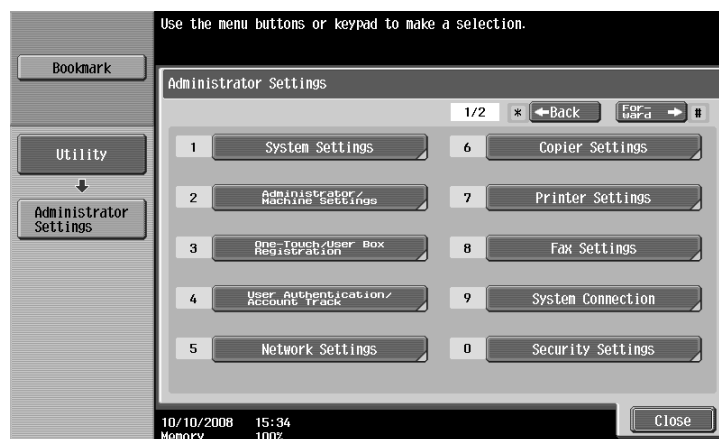 Use the menu buttons or keypad to make a selection.
Bookmark
Administrator Settings
1/2 * ←Back For-
ward → #
Utility
Administrator
Settings
1 System Settings
2 Administrator/
Machine Settings
3 One-Touch/User Box
Registration
4 User Authentication/
Account Track
5 Network Settings
6 Copier Settings
7 Printer Settings
8 Fax Settings
9 System Connection
0 Security Settings
10/10/2008 15:34
Memory 100%
Close